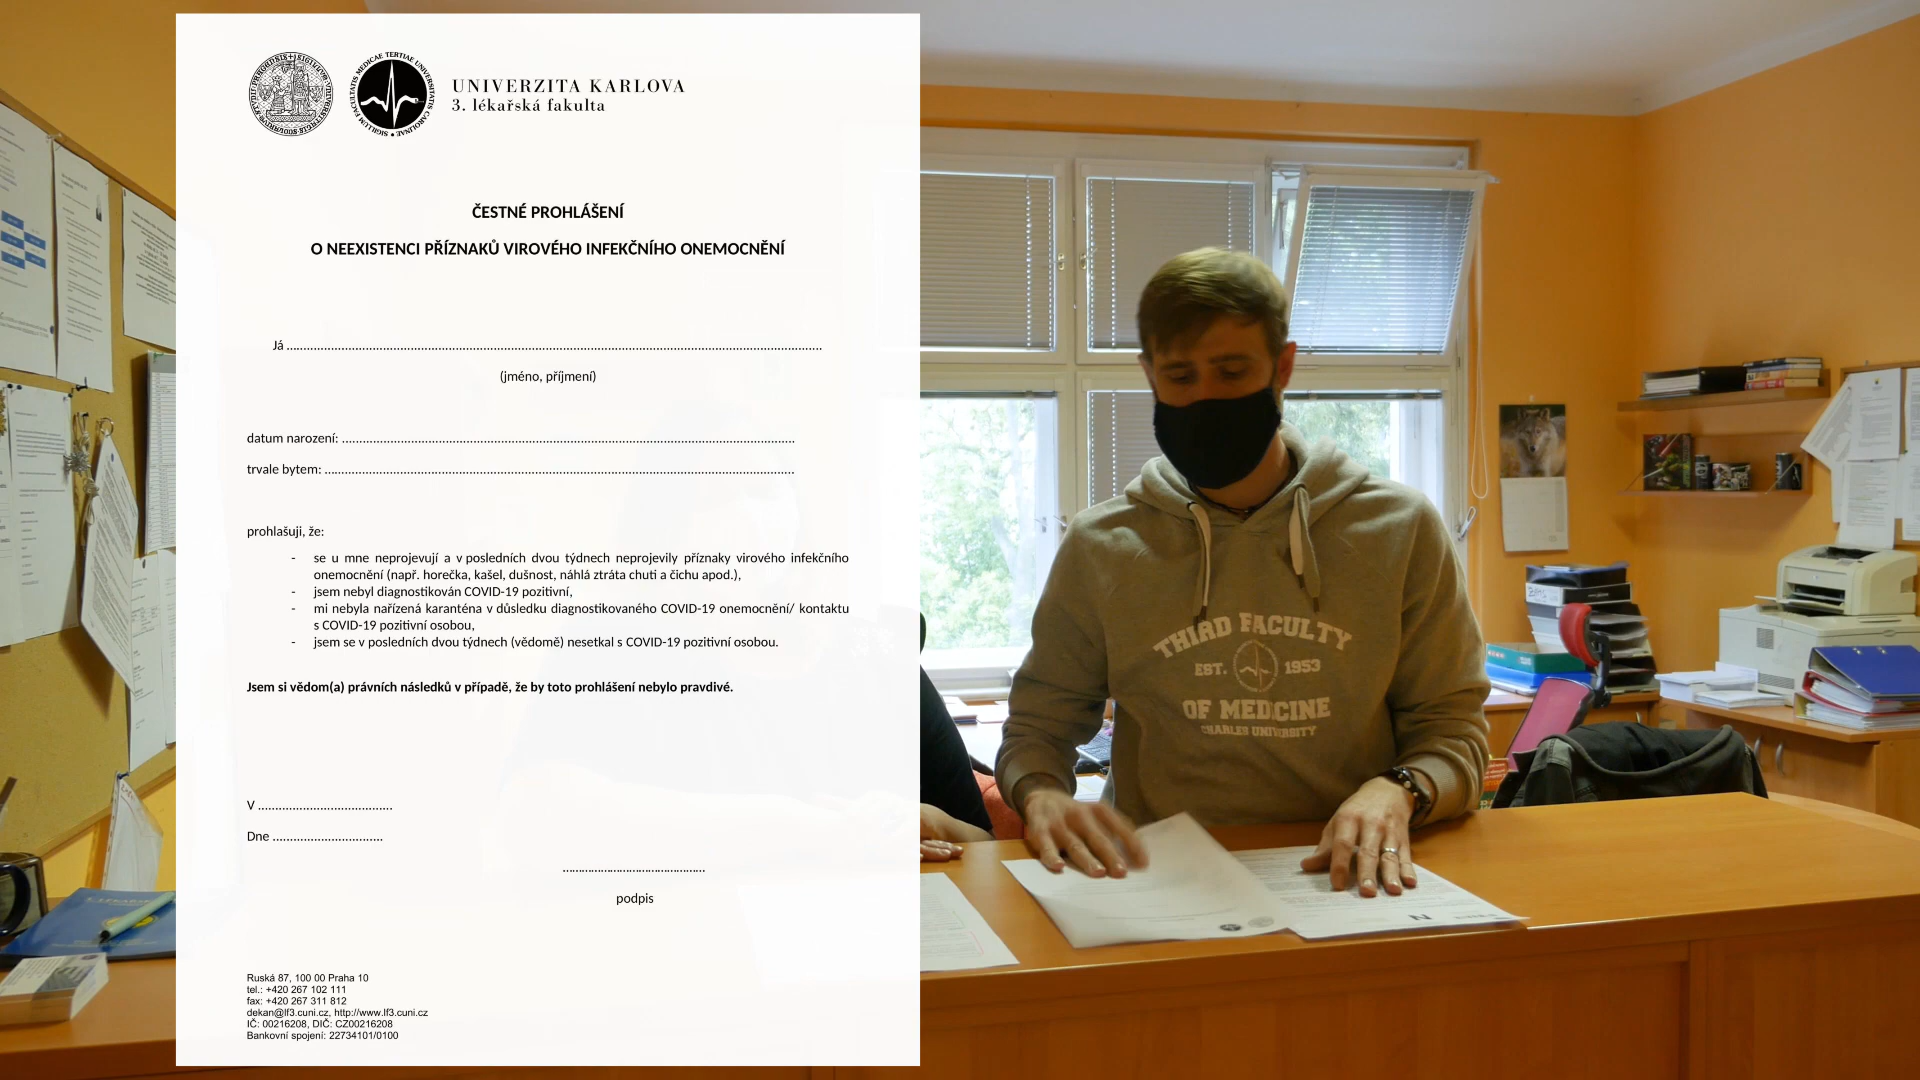 UNIVERZITA KARLOVA
3. lékařská fakulta
ČESTNÉ PROHLÁŠENÍ
O NEEXISTENCI PŘÍZNAKŮ VIROVÉHO INFEKČNÍHO ONEMOCNĚNÍ
Já ................................................................................
(jméno, příjmení)
datum narození: ................................................................................
trvale bytem: ................................................................................
prohlašuji, že:
- se u mne neprojevují a v posledních dvou týdnech neprojevily příznaky virového infekčního
onemocnění (např. horečka, kašel, dušnost, náhlá ztráta chuti a čichu apod.),
- jsem nebyl diagnostikován COVID-19 pozitivní,
- mi nebyla nařízená karanténa v důsledku diagnostikovaného COVID-19 onemocnění/ kontaktu
s COVID-19 pozitivní osobou,
- jsem se v posledních dvou týdnech (vědomě) nesetkal s COVID-19 pozitivní osobou.
Jsem si vědom(a) právních následků v případě, že by toto prohlášení nebylo pravdivé.
V .......................................
Dne ................................
.........................................
podpis
Ruská 87, 100 00 Praha 10
tel.: +420 267 102 111
fax: +420 267 311 812
dekan@lf3.cuni.cz, http://www.lf3.cuni.cz
IČ: 00216208, DIČ: CZ00216208
Bankovní spojení: 22734101/0100
THIRD FACULTY
EST. 1953
OF MEDICINE
CHARLES UNIVERSITY